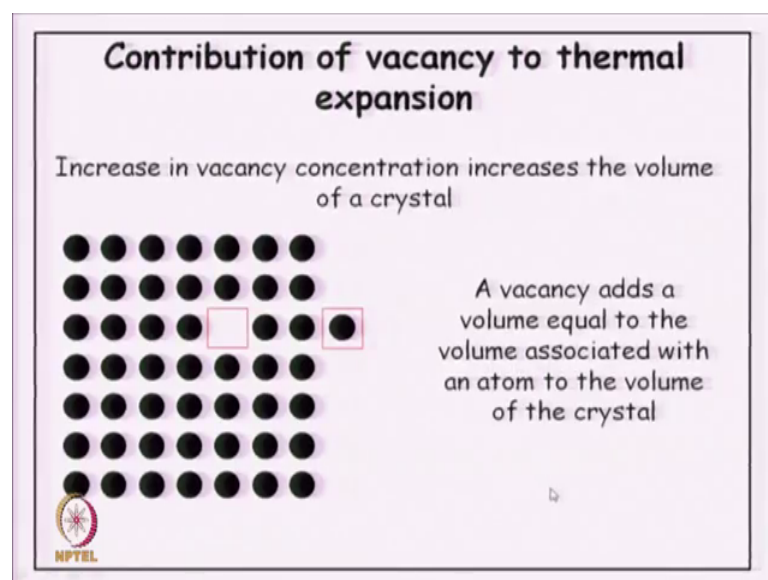 Contribution of vacancy to thermal
expansion
Increase in vacancy concentration increases the volume
of a crystal
A vacancy adds a
volume equal to the
volume associated with
an atom to the volume
of the crystal
NPTEL